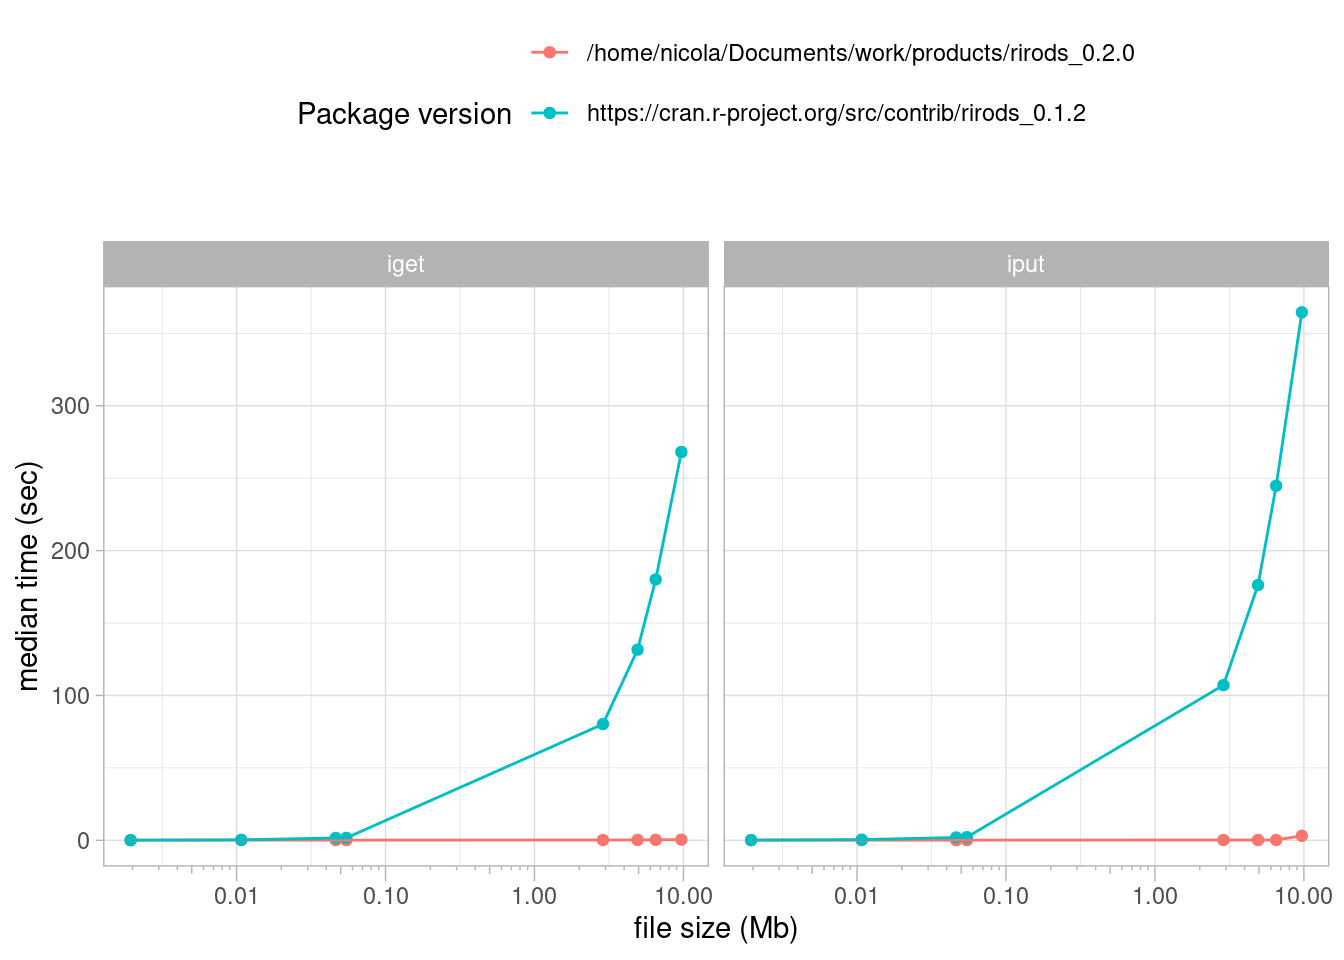 /home/nicola/Documents/work/products/rirods_0.2.0
Package version
https://cran.r-project.org/src/contrib/rirods_0.1.2
iget
iput
median time (sec)
300
200
100
0
0.01 0.10 1.00 10.00
0.01 0.10 1.00 10.00
file size (Mb)